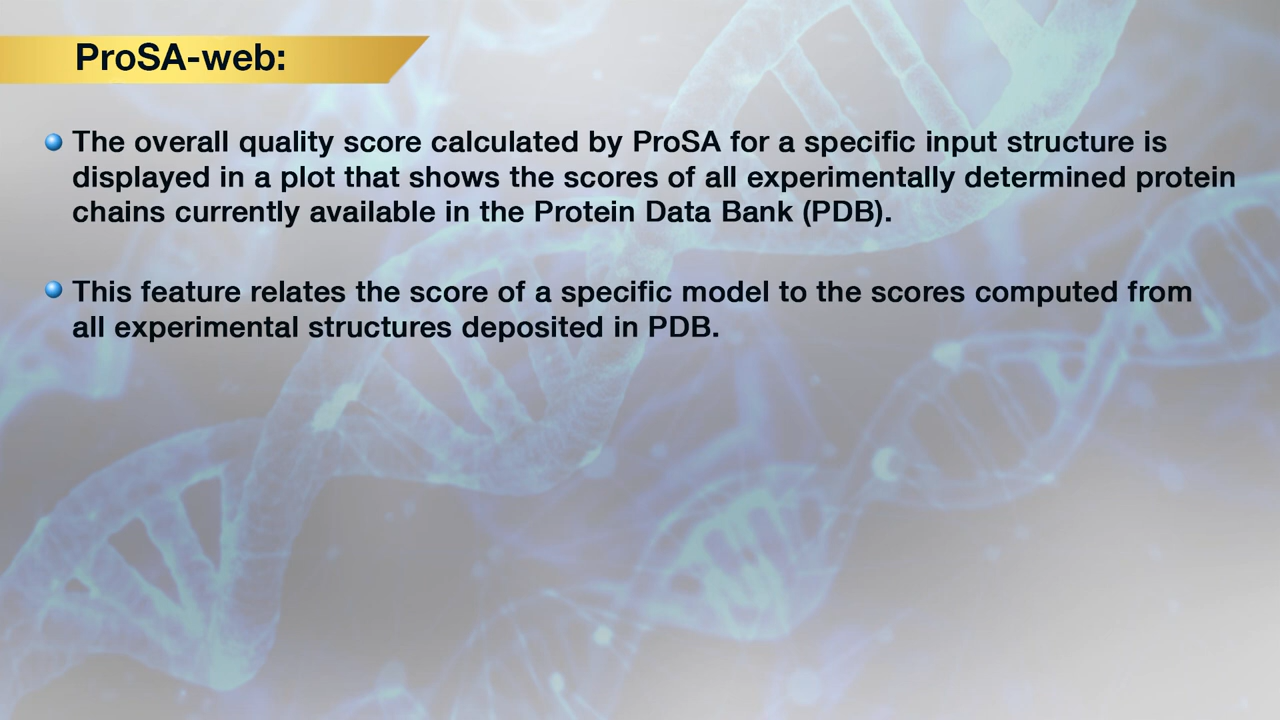 ProSA-web:
The overall quality score calculated by ProSA for a specific input structure is
displayed in a plot that shows the scores of all experimentally determined protein
chains currently available in the Protein Data Bank (PDB).
This feature relates the score of a specific model to the scores computed from
all experimental structures deposited in PDB.